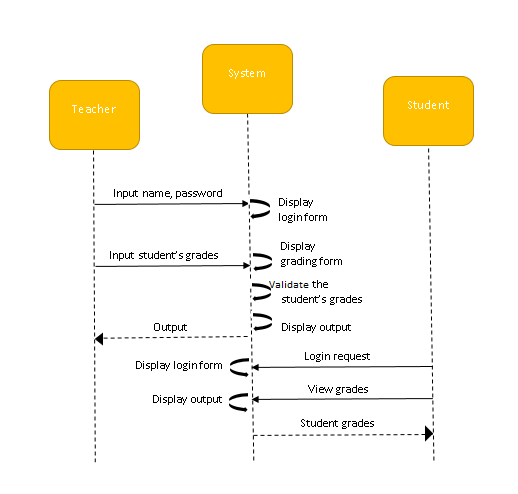 System
Teacher
Student
Input name, password
Display
login form
Display
grading form
Input student's grades
Validate the
student's grades
Output
Display output
Login request
Display login form
View grades
Display output
Student grades